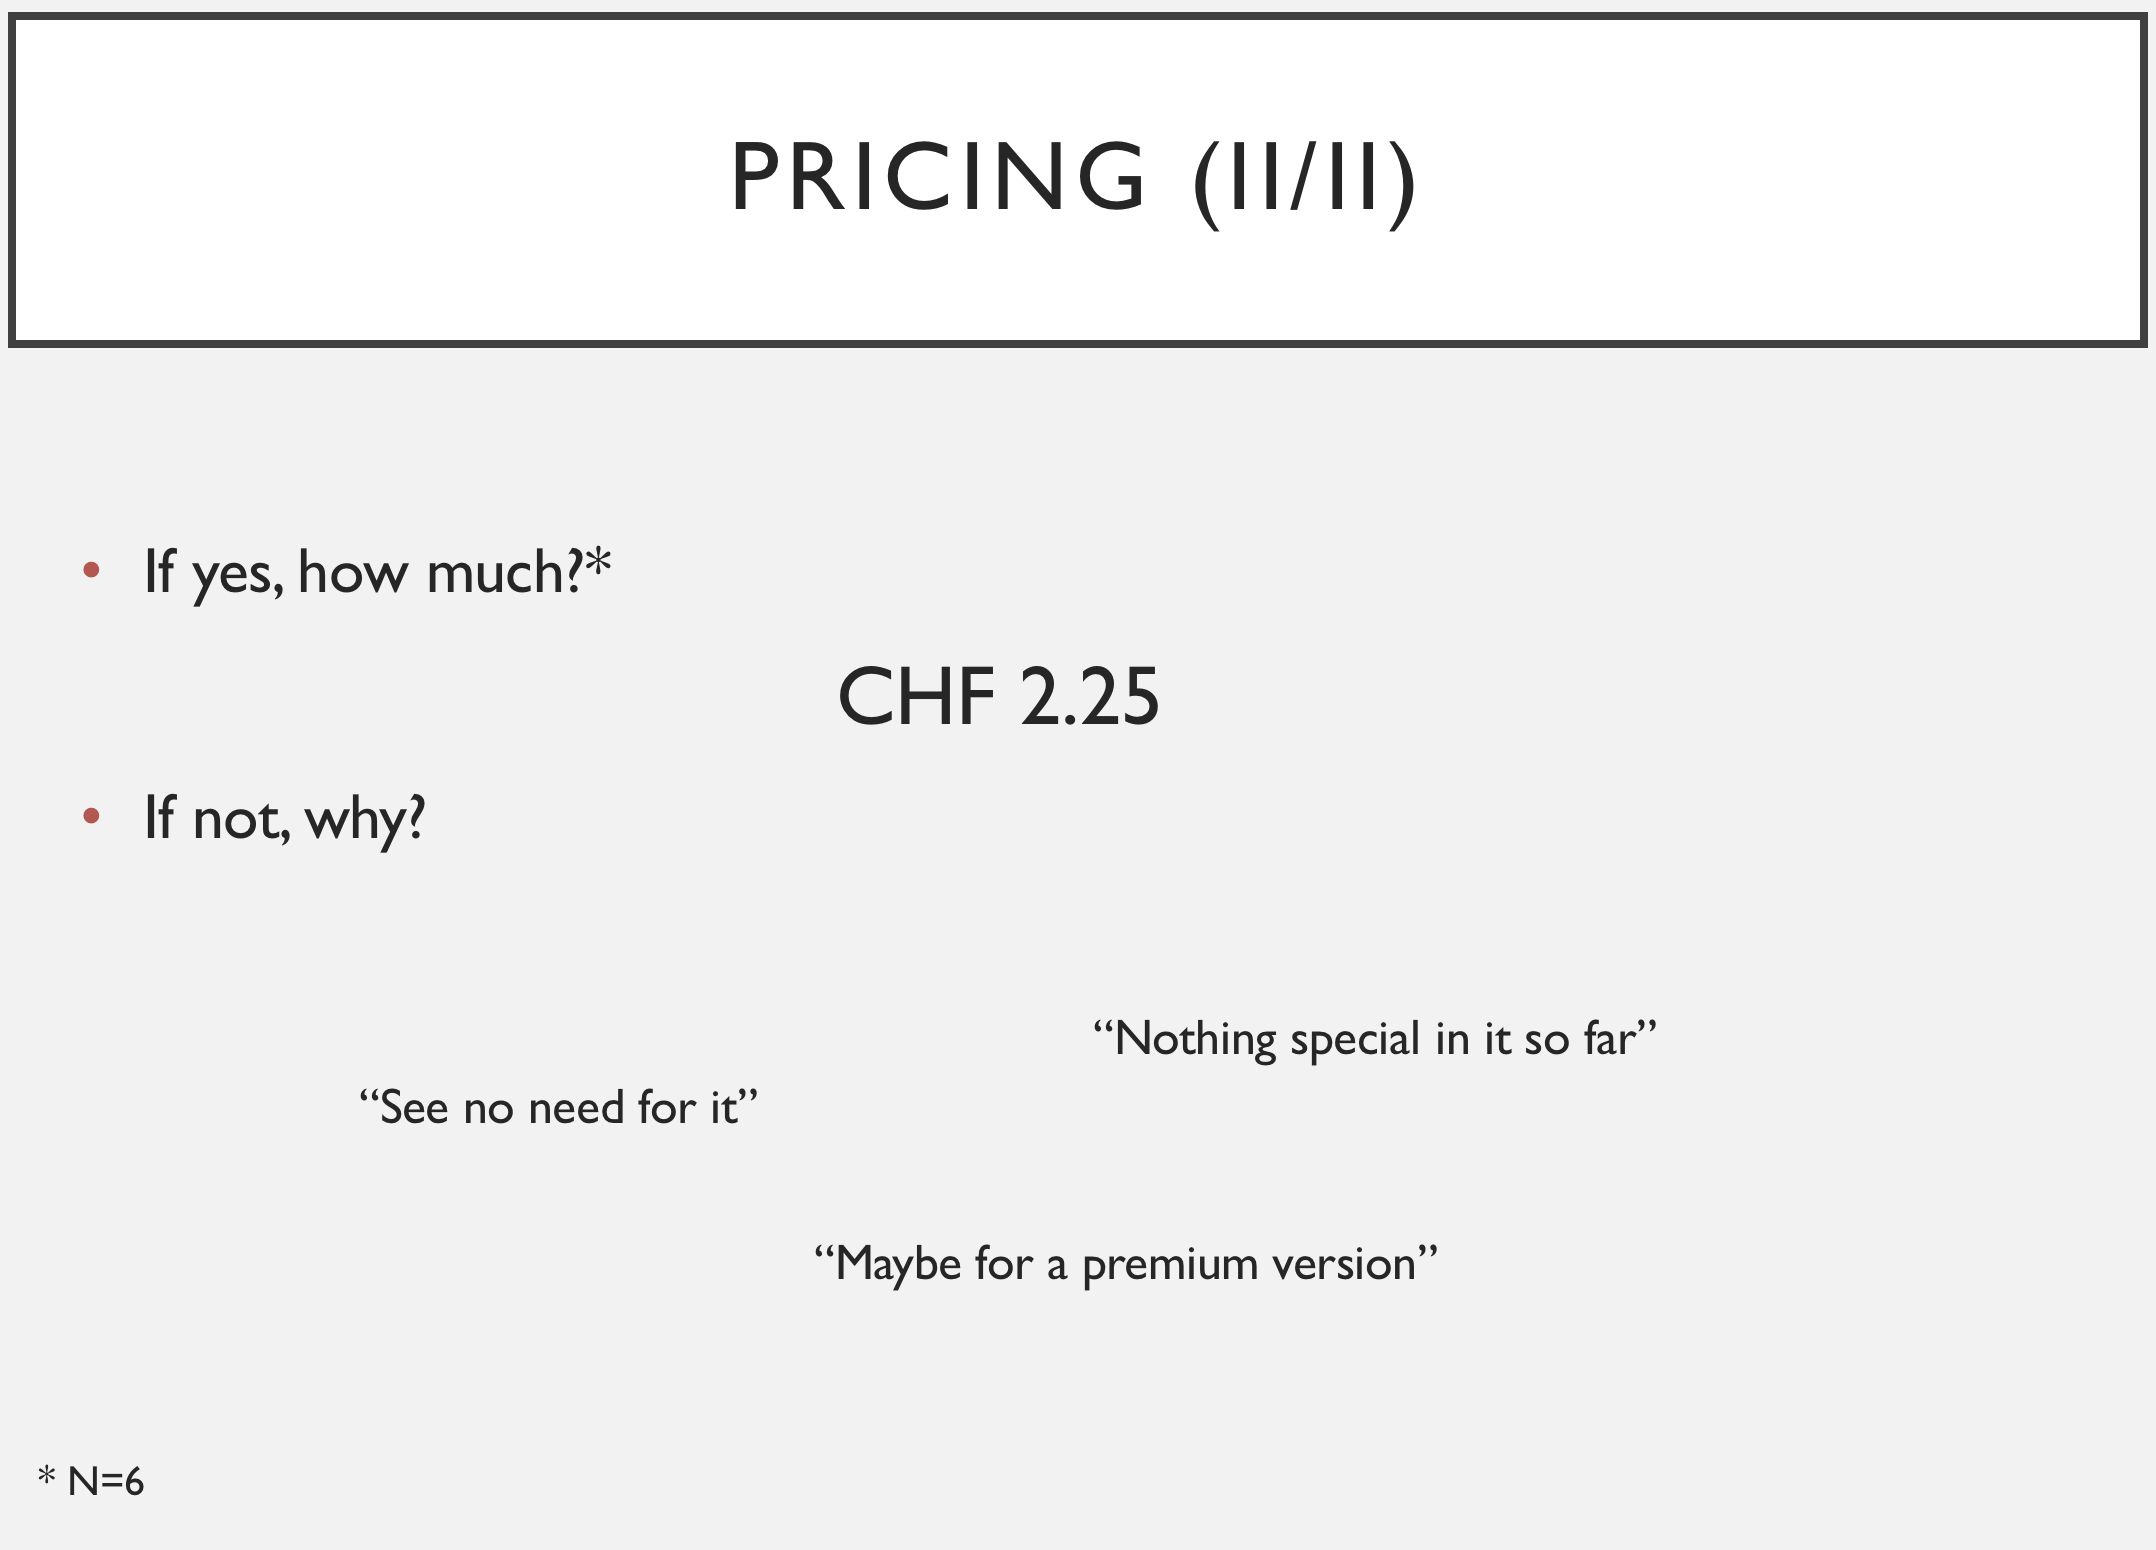 PRICING (II/II)
• If yes, how much?*
CHF 2.25
• If not, why?
“Nothing special in it so far”
“See no need for it”
“Maybe for a premium version”
* N=6